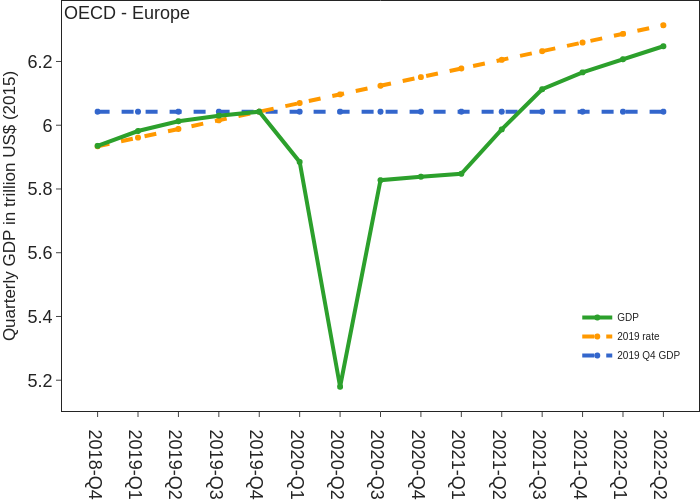 OECD - Europe
Quarterly GDP in trillion US$ (2015)
6.2
6
5.8
5.6
5.4
5.2
GDP
2019 rate
2019 Q4 GDP
2018-Q4
2019-Q1
2019-Q2
2019-Q3
2019-Q4
2020-Q1
2020-Q2
2020-Q3
2020-Q4
2021-Q1
2021-Q2
2021-Q3
2021-Q4
2022-Q1
2022-Q2